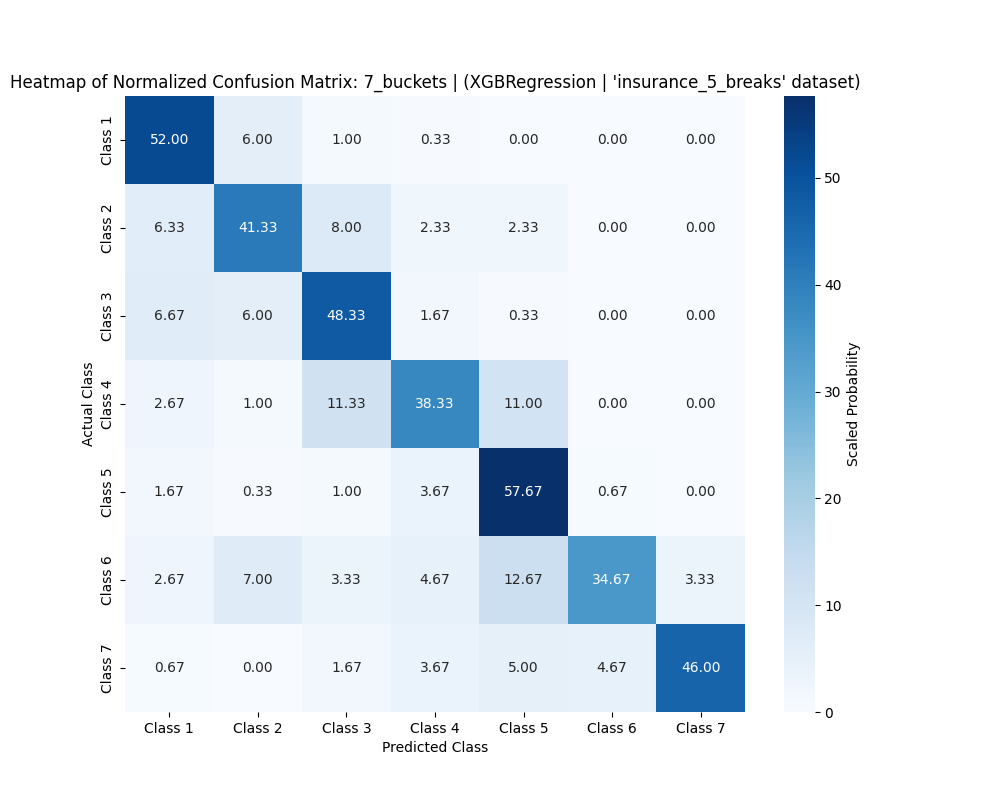 Heatmap of Normalized Confusion Matrix: 7_buckets | (XGBRegression | 'insurance_5_breaks' dataset)
Class 1 52.00 6.00 1.00 0.33 0.00 0.00 0.00
Class 2 6.33 41.33 8.00 2.33 2.33 0.00 0.00
Class 3 6.67 6.00 48.33 1.67 0.33 0.00 0.00
Class 4 2.67 1.00 11.33 38.33 11.00 0.00 0.00
Class 5 1.67 0.33 1.00 3.67 57.67 0.67 0.00
Class 6 2.67 7.00 3.33 4.67 12.67 34.67 3.33
Class 7 0.67 0.00 1.67 3.67 5.00 4.67 46.00
Class 1 Class 2 Class 3 Class 4 Class 5 Class 6 Class 7
Predicted Class
Actual Class
50
40
30
20
10
0
Scaled Probability